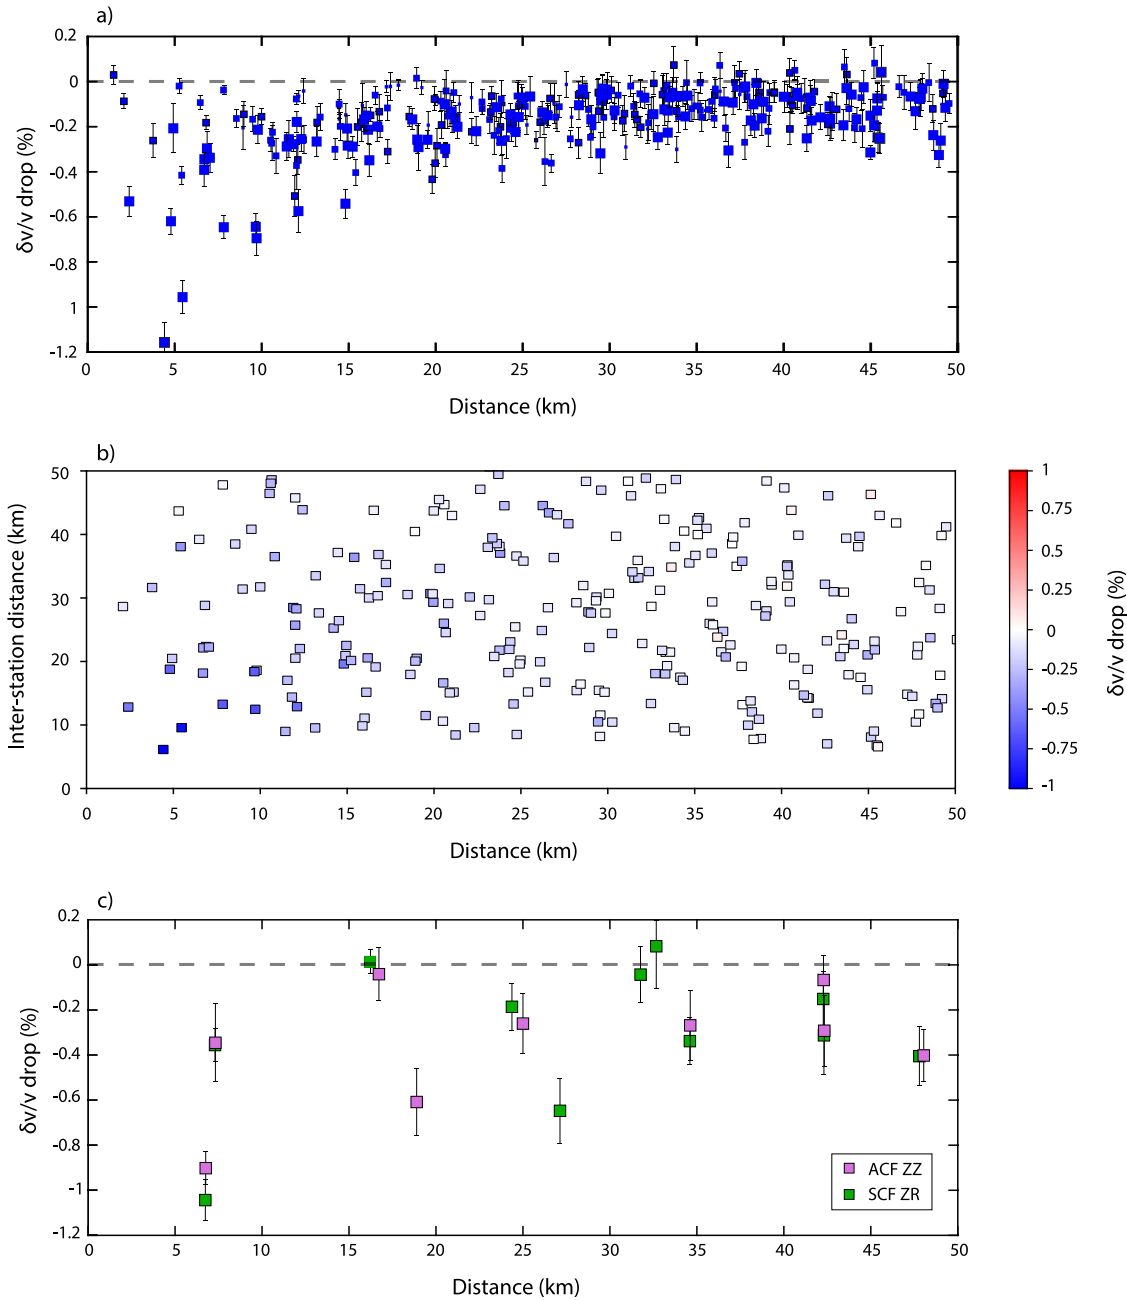 a)
0.2
0
-0.2
-0.4
-0.6
-0.8
1
-1.2
δv/v drop (%)
0 5 10 15 20 25 30 35 40 45 50
Distance (km)
b)
50
40
30
20
10
0
Inter-station distance (km)
0 5 10 15 20 25 30 35 40 45 50
Distance (km)
1
0.75
0.5
0.25
0
-0.25
-0.5
-0.75
-1
δv/v drop (%)
c)
0.2
0
-0.2
-0.4
-0.6
-0.8
-1
-1.2
δv/v drop (%)
ACF ZZ
SCF ZR
0 5 10 15 20 25 30 35 40 45 50
Distance (km)